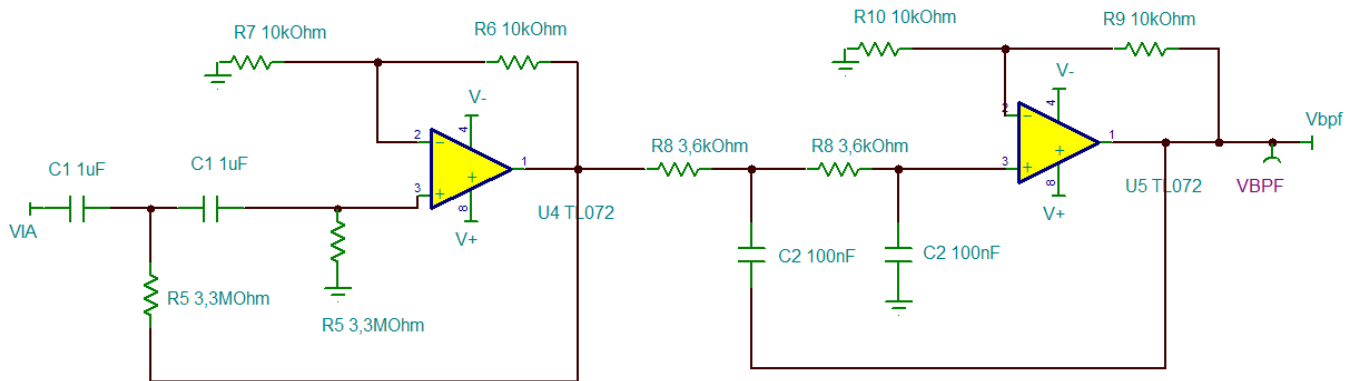 R7 10kOhm
R6 10kOhm
R10 10kOhm
R9 10kOhm
V-
V-
4
4
2
2
C1 1uF
C1 1uF
1
R8 3,6kOhm
R8 3,6kOhm
1
Vbpf
3
3
8
8
U4 TL072
U5 TL072
VBPF
VIA
V+
V+
C2 100nF
C2 100nF
R5 3,3MOhm
R5 3,3MOhm